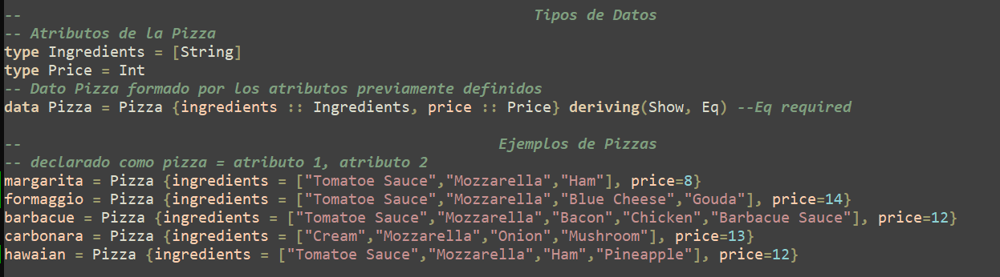 -- Tipos de Datos
-- Atributos de la Pizza
type Ingredients = [String]
type Price = Int
-- Dato Pizza formado por los atributos previamente definidos
data Pizza = Pizza {ingredients :: Ingredients, price :: Price} deriving(Show, Eq) --Eq required
-- Ejemplos de Pizzas
-- declarado como pizza = atributo 1, atributo 2
margarita = Pizza {ingredients = ["Tomatoe Sauce","Mozzarella","Ham"], price=8}
formaggio = Pizza {ingredients = ["Tomatoe Sauce","Mozzarella","Blue Cheese","Gouda"], price=14}
barbacue = Pizza {ingredients = ["Tomatoe Sauce","Mozzarella","Bacon","Chicken","Barbacue Sauce"], price=12}
carbonara = Pizza {ingredients = ["Cream","Mozzarella","Onion","Mushroom"], price=13}
hawaian = Pizza {ingredients = ["Tomatoe Sauce","Mozzarella","Ham","Pineapple"], price=12}